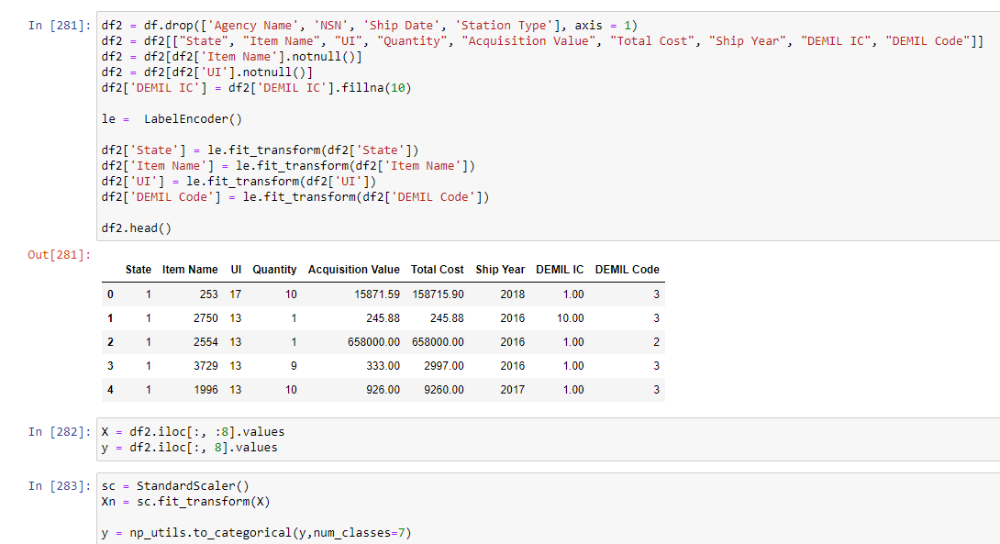 In [281]: df2 = df.drop(['Agency Name', 'NSN', 'Ship Date', 'Station Type'], axis = 1)
df2 = df2[["State", "Item Name", "UI", "Quantity", "Acquisition Value", "Total Cost", "Ship Year", "DEMIL IC", "DEMIL Code"]]
df2 = df2[df2['Item Name'].notnull()]
df2 = df2[df2['UI'].notnull()]
df2['DEMIL IC'] = df2['DEMIL IC'].fillna(10)
le =  LabelEncoder()
df2['State'] = le.fit_transform(df2['State'])
df2['Item Name'] = le.fit_transform(df2['Item Name'])
df2['UI'] = le.fit_transform(df2['UI'])
df2['DEMIL Code'] = le.fit_transform(df2['DEMIL Code'])
df2.head()
Out[281]:
State Item Name UI Quantity Acquisition Value Total Cost Ship Year DEMIL IC DEMIL Code
0 1 253 17 10 15871.59 158715.90 2018 1.00 3
1 1 2750 13 1 245.88 245.88 2016 10.00 3
2 1 2554 13 1 658000.00 658000.00 2016 1.00 2
3 1 3729 13 9 333.00 2997.00 2016 1.00 3
4 1 1996 13 10 926.00 9260.00 2017 1.00 3
In [282]: X = df2.iloc[:, :8].values
y = df2.iloc[:, 8].values
In [283]: sc = StandardScaler()
Xn = sc.fit_transform(X)
y = np_utils.to_categorical(y,num_classes=7)